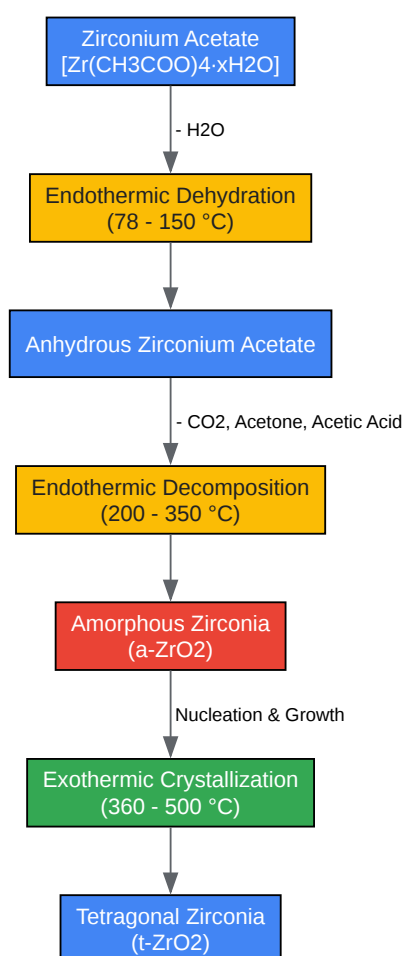 Zirconium Acetate
[Zr(CH3COO)4·xH2O]
- H2O
Endothermic Dehydration
(78 - 150 °C)
Anhydrous Zirconium Acetate
- CO2, Acetone, Acetic Acid
Endothermic Decomposition
(200 - 350 °C)
Amorphous Zirconia
(a-ZrO2)
Nucleation & Growth
Exothermic Crystallization
(360 - 500 °C)
Tetragonal Zirconia
(t-ZrO2)